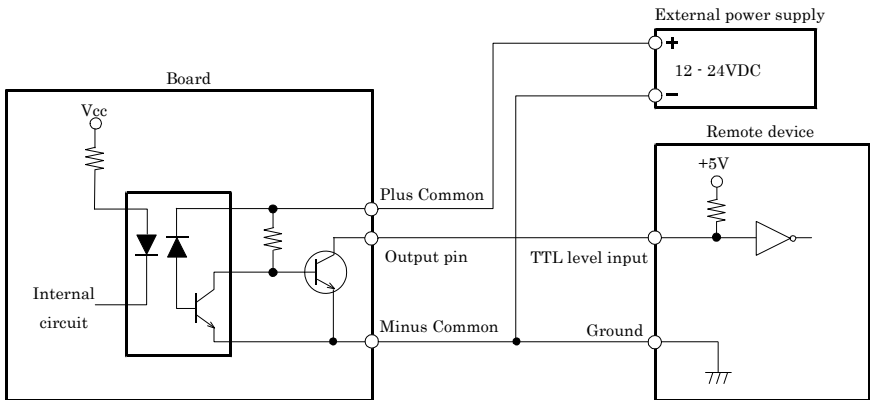 External power supply
+
12 - 24VDC
−
Board
Vcc
Remote device
+5V
Plus Common
Output pin
TTL level input
Internal
circuit
Minus Common
Ground